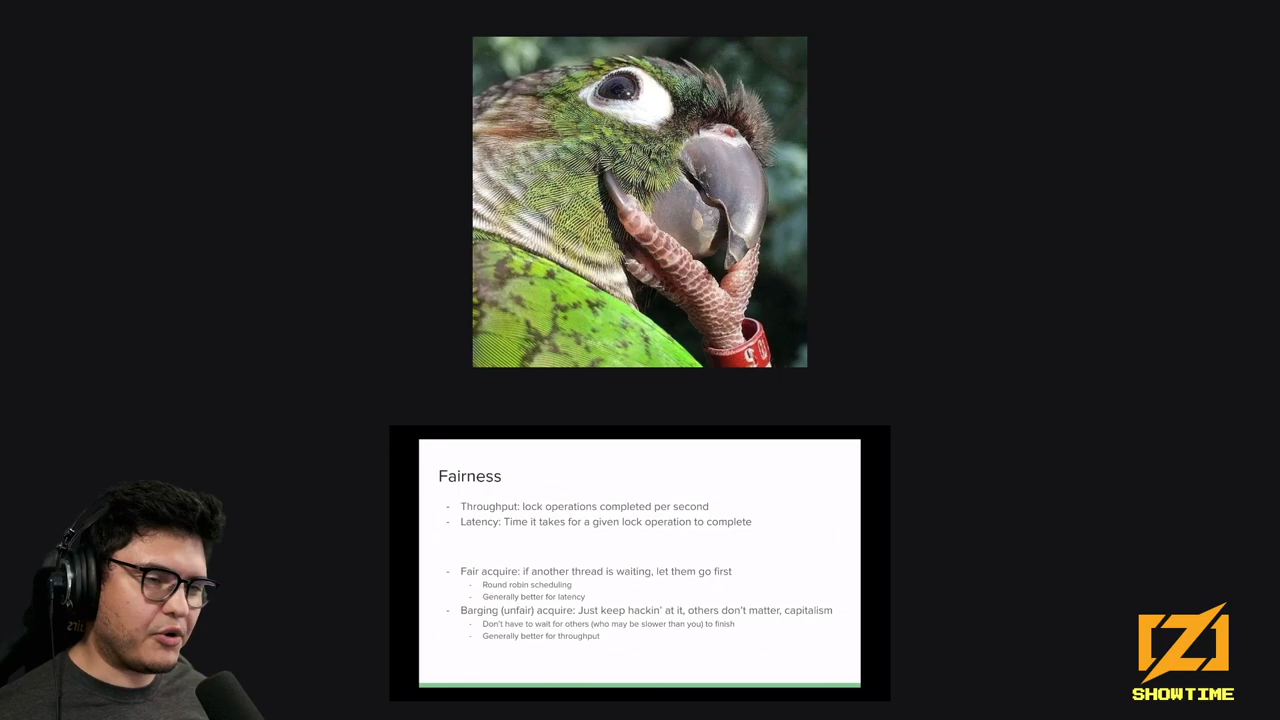 Fairness
- Throughput: lock operations completed per second
- Latency: Time it takes for a given lock operation to complete
- Fair acquire: if another thread is waiting, let them go first
- Round robin scheduling
- Generally better for latency
- Barging (unfair) acquire: Just keep hackin' at it, others don't matter, capitalism
- Don't have to wait for others (who may be slower than you) to finish
- Generally better for throughput
Z
SHOWTIME